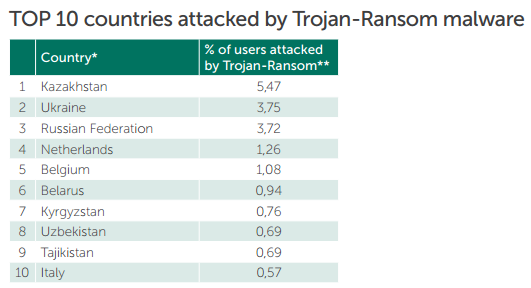 TOP 10 countries attacked by Trojan-Ransom malware
Country* % of users attacked by Trojan-Ransom**
1 Kazakhstan 5,47
2 Ukraine 3,75
3 Russian Federation 3,72
4 Netherlands 1,26
5 Belgium 1,08
6 Belarus 0,94
7 Kyrgyzstan 0,76
8 Uzbekistan 0,69
9 Tajikistan 0,69
10 Italy 0,57